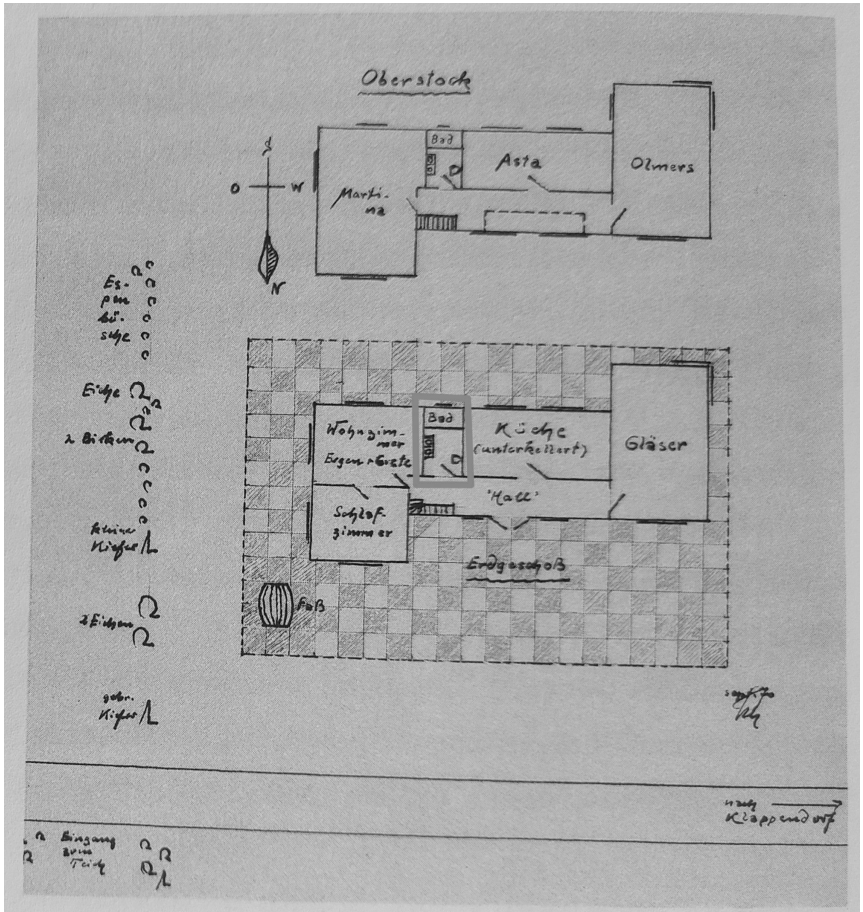 Oberstock
Bad
Asta
Olmers
Marti-
na
S
O
W
N
Es-
pen
bü-
sche
Eiche
2 Birken
kleine
Kiefer
2 Eichen
gebr.
Kiefer
Wohnzim-
mer
Eugen + Grete
Bad
Küche
(unterkellert)
Gläser
'Hall'
Schlaf-
zimmer
Erdgeschoß
Faß
nach
Klappendorf
Eingang
zum
Teich